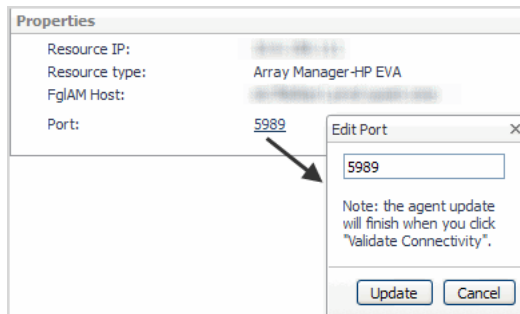 Properties
Resource IP:
Resource type: Array Manager-HP EVA
FglAM Host:
Port: 5989
Edit Port
5989
Note: the agent update
will finish when you click
"Validate Connectivity".
Update Cancel